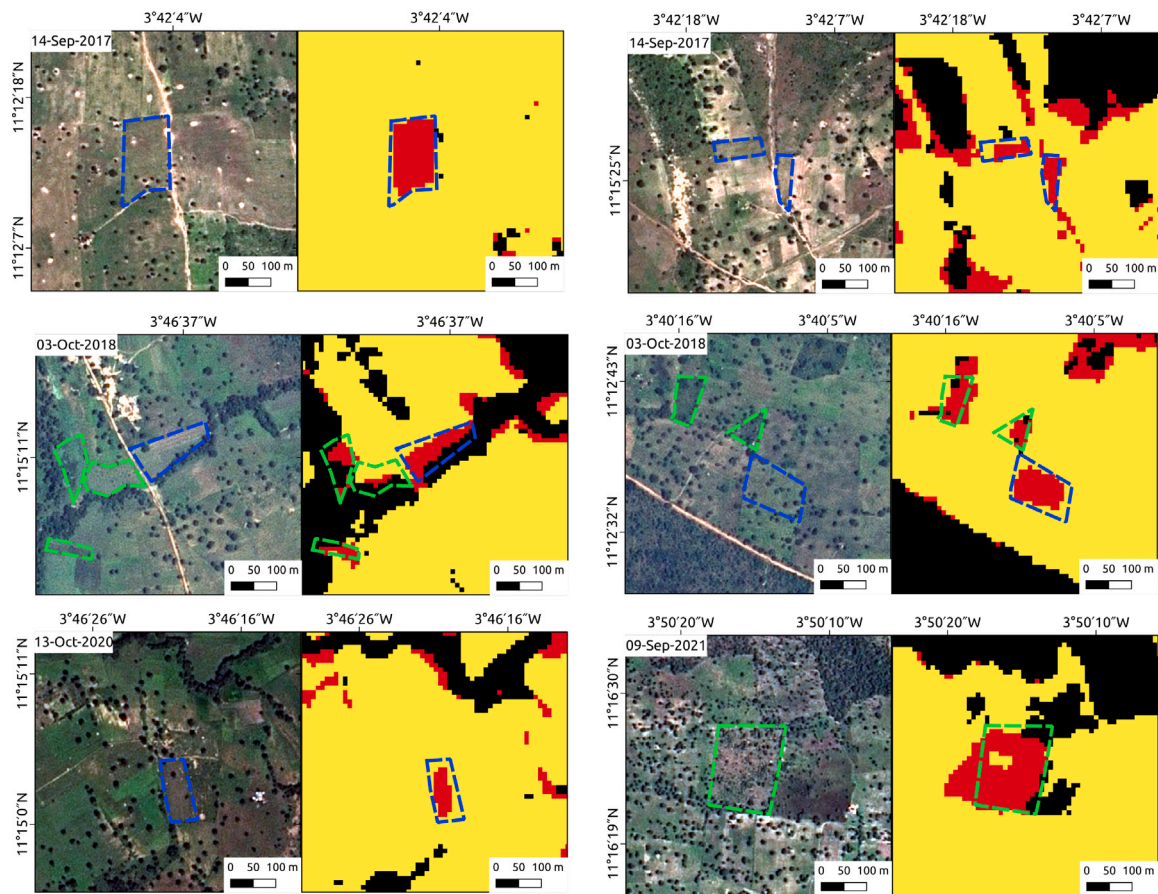 3°42′4″W 3°42′4″W
14-Sep-2017
11°12′18″N
11°12′7″N
0 50 100 m
0 50 100 m
3°42′18″W 3°42′7″W 3°42′18″W 3°42′7″W
14-Sep-2017
11°15′25″N
0 50 100 m
0 50 100 m
3°46′37″W 3°46′37″W
03-Oct-2018
11°15′11″N
0 50 100 m
0 50 100 m
3°40′16″W 3°40′5″W 3°40′16″W 3°40′5″W
03-Oct-2018
11°12′43″N
11°12′32″N
0 50 100 m
0 50 100 m
3°46′26″W 3°46′16″W 3°46′26″W 3°46′16″W
13-Oct-2020
11°15′11″N
11°15′0″N
0 50 100 m
0 50 100 m
3°50′20″W 3°50′10″W 3°50′20″W 3°50′10″W
09-Sep-2021
11°16′30″N
11°16′19″N
0 50 100 m
0 50 100 m